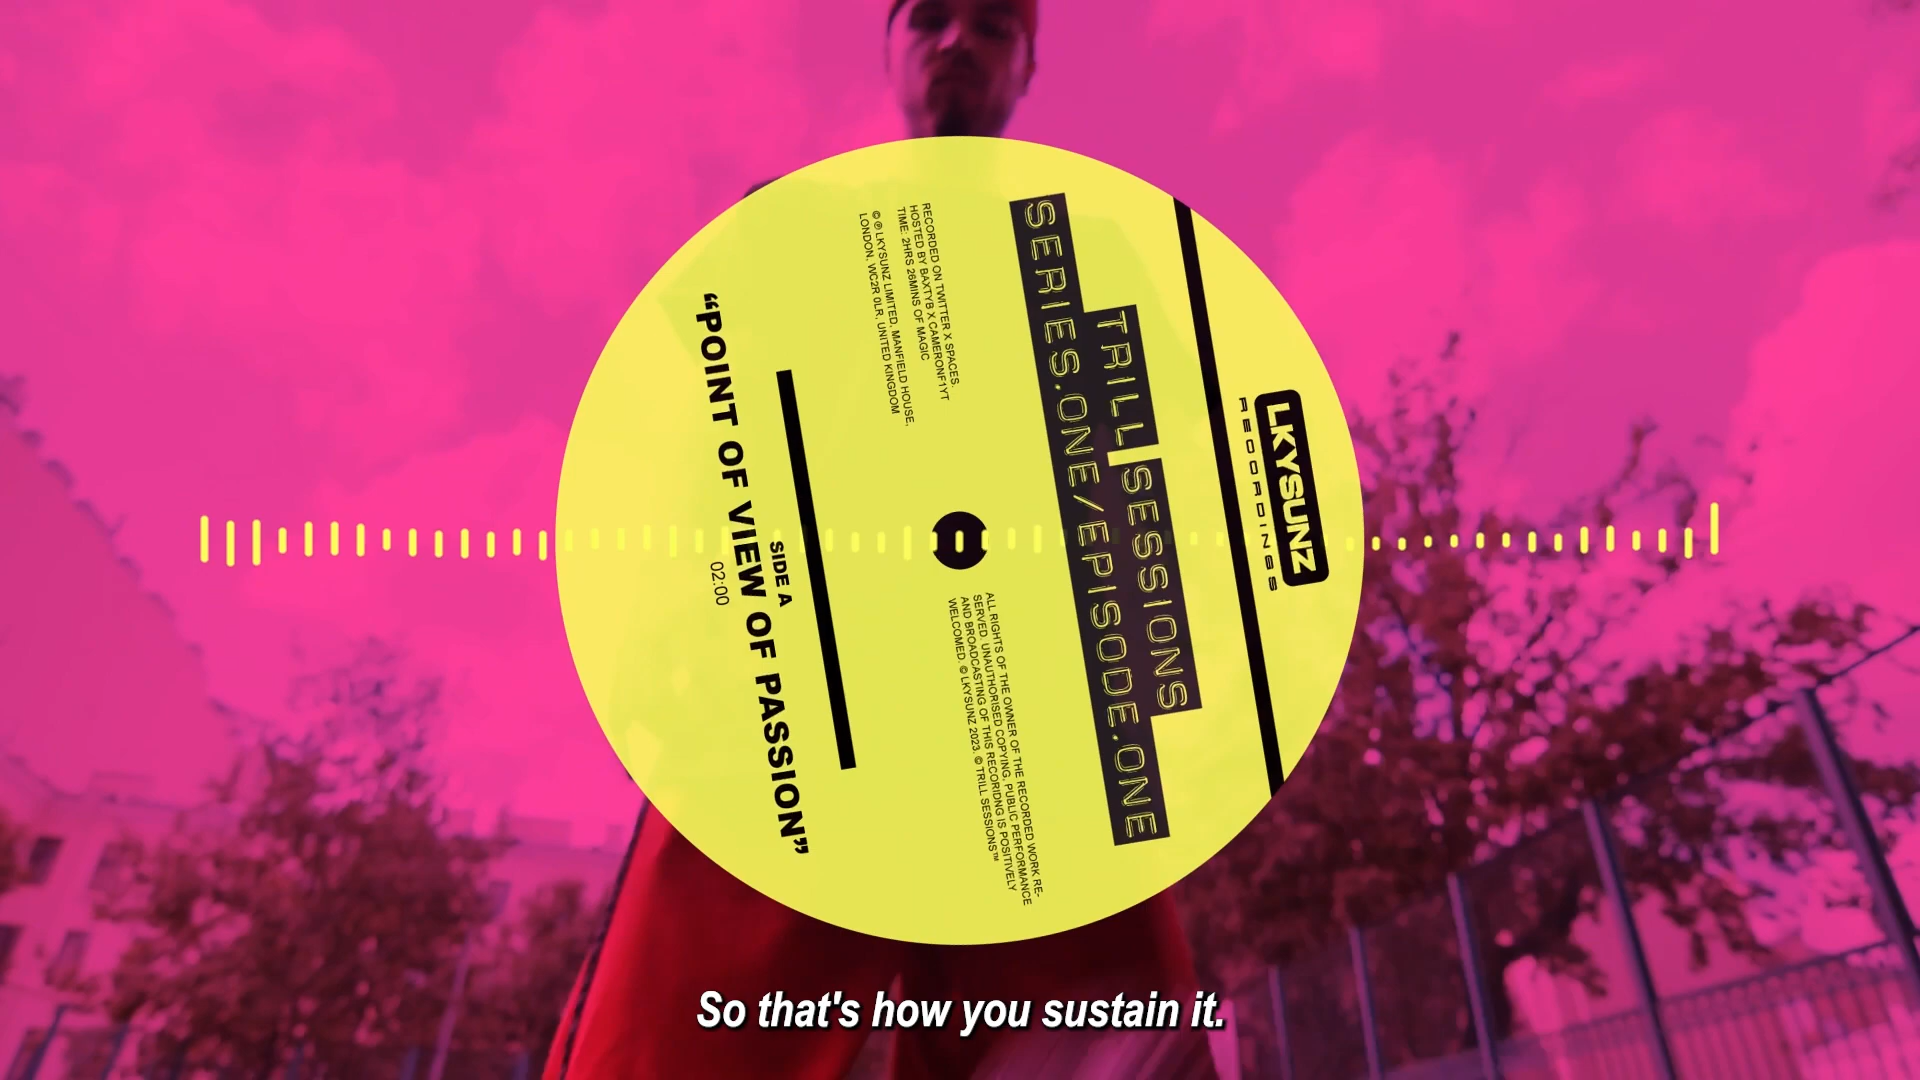 LKYSUNZ
RECORDINGS
TRILL SESSIONS
SERIES.ONE/EPISODE.ONE
RECORDED ON TWITTER X SPACES.
HOSTED BY BAXTYB X CAMERONF1YT
TIME: 2HRS 26MINS OF MAGIC
© ℗ LKYSUNZ LIMITED, MANFIELD HOUSE,
LONDON, WC2R 0LR, UNITED KINGDOM
ALL RIGHTS OF THE OWNER OF THE RECORDED WORK RE-
SERVED. UNAUTHORISED COPYING, PUBLIC PERFORMANCE
AND BROADCASTING OF THIS RECORIDNG IS POSITIVELY
WELCOMED. © LKYSUNZ 2023. © TRILL SESSIONS™
SIDE A
“POINT OF VIEW OF PASSION”
02:00
So that's how you sustain it.